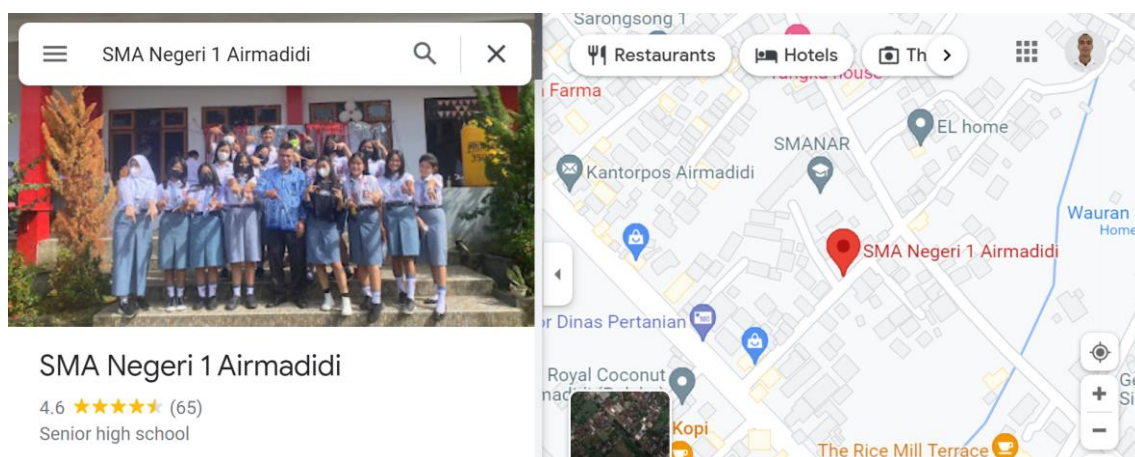 SMA Negeri 1 Airmadidi
SMA Negeri 1 Airmadidi
4.6
(65)
Senior high school
Sarongsong 1
Restaurants
Hotels
Th
Farma
house
EL home
SMANAR
Kantorpos Airmadidi
Wauran
Home
SMA Negeri 1 Airmadidi
r Dinas Pertanian
Royal Coconut
Kopi
The Rice Mill Terrace